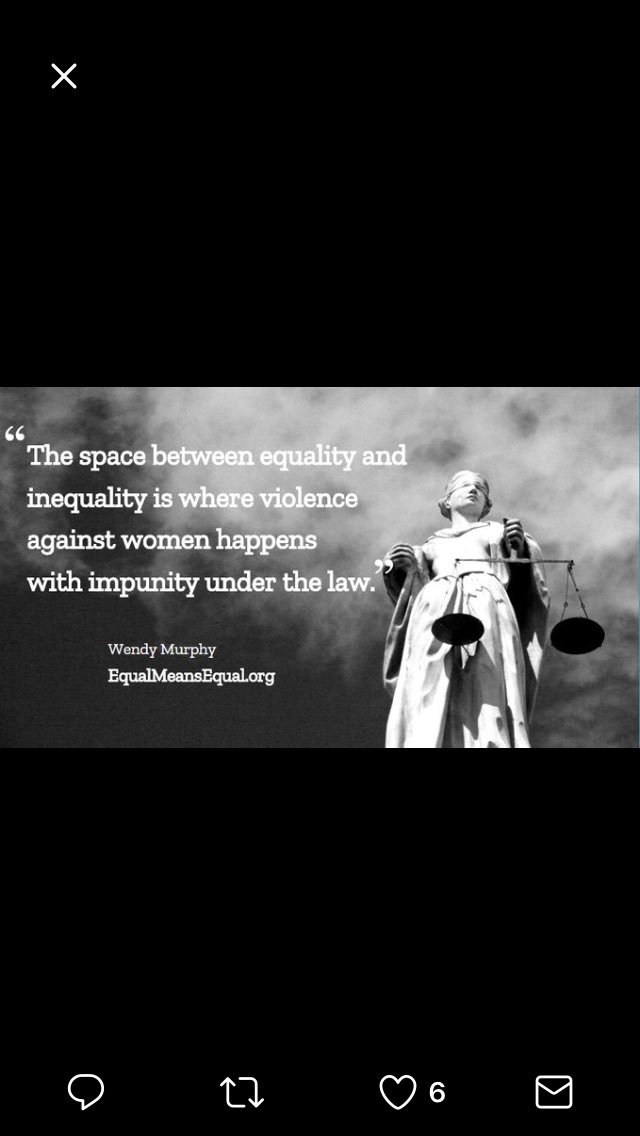 “The space between equality and
inequality is where violence
against women happens
with impunity under the law.”
Wendy Murphy
EqualMeansEqual.org
6